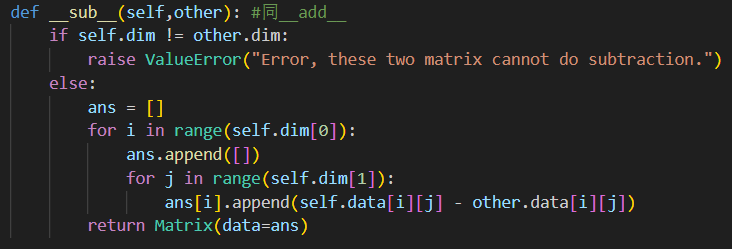 def __sub__(self,other): #同__add__
    if self.dim != other.dim:
        raise ValueError("Error, these two matrix cannot do subtraction.")
    else:
        ans = []
        for i in range(self.dim[0]):
            ans.append([])
            for j in range(self.dim[1]):
                ans[i].append(self.data[i][j] - other.data[i][j])
        return Matrix(data=ans)